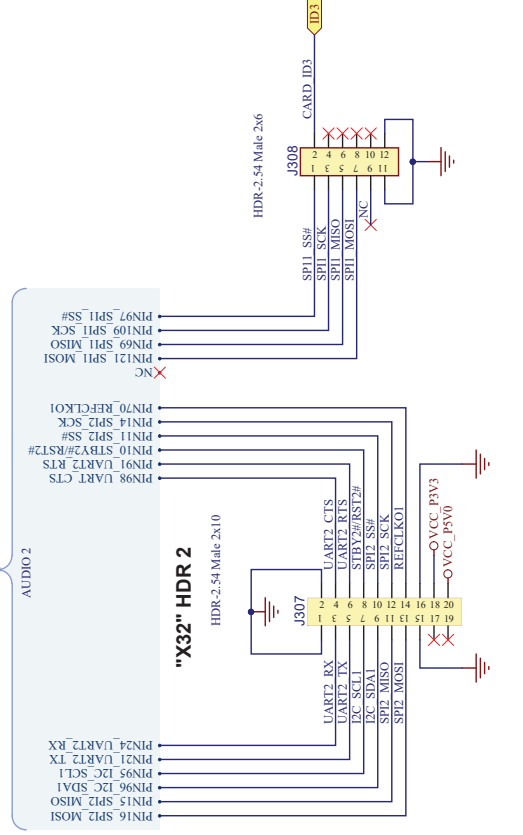 ID3
CARD_ID3
HDR-2.54 Male 2x6
J308
2 4 6 8 10 12
1 3 5 7 9 11
SPI1_SS#
SPI1_SCK
SPI1_MISO
SPI1_MOSI
NC
PIN97_SPI1_SS#
PIN109_SPI1_SCK
PIN69_SPI1_MISO
PIN121_SPI1_MOSI
NC
PIN70_REFCLKO1
PIN14_SPI2_SCK
PIN11_SPI2_SS#
PIN10_STBY2#/RST2#
PIN91_UART2_RTS
PIN98_UART_CTS
AUDIO 2
"X32" HDR 2
HDR-2.54 Male 2x10
J307
UART2_CTS
UART2_RTS
STBY2#/RST2#
SPI2_SS#
SPI2_SCK
REFCLKO1
VCC_P3V3
VCC_P5V0
2 4 6 8 10 12 14 16 18 20
1 3 5 7 9 11 13 15 17 19
UART2_RX
UART2_TX
I2C_SCL1
I2C_SDA1
SPI2_MISO
SPI2_MOSI
PIN24_UART2_RX
PIN21_UART2_TX
PIN95_I2C_SCL1
PIN96_I2C_SDA1
PIN15_SPI2_MISO
PIN16_SPI2_MOSI